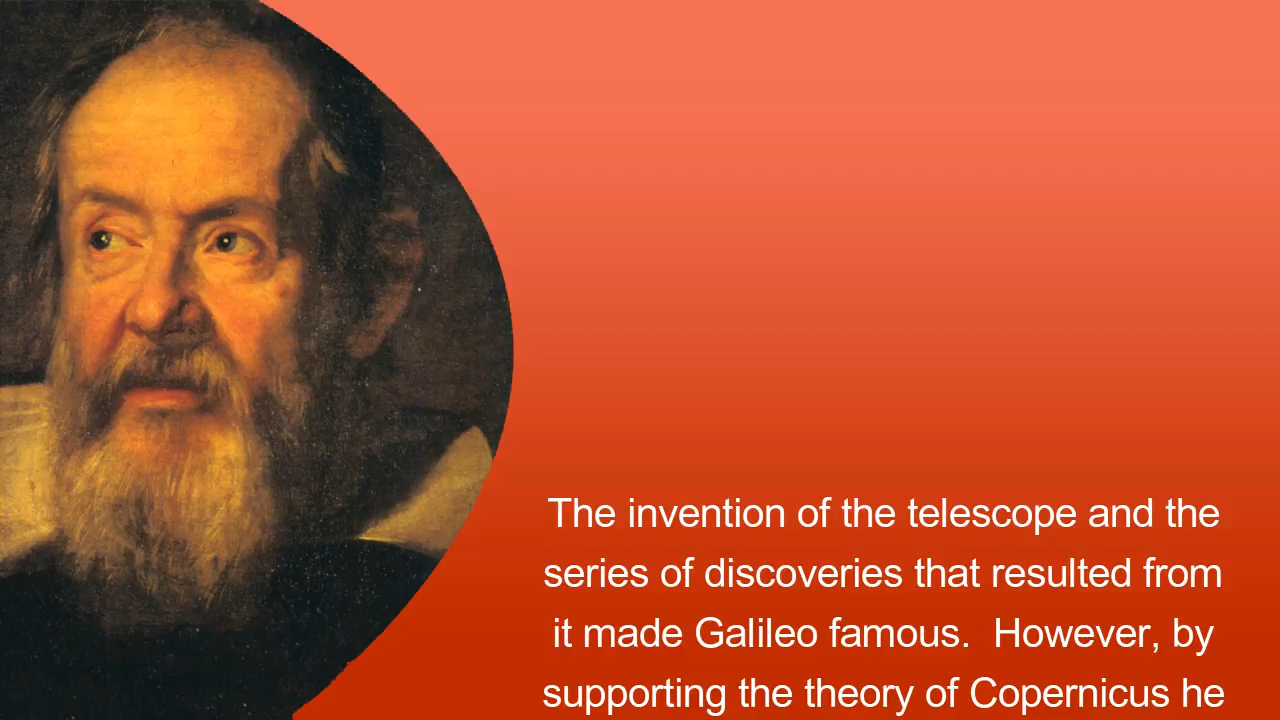 The invention of the telescope and the
series of discoveries that resulted from
it made Galileo famous.  However, by
supporting the theory of Copernicus he